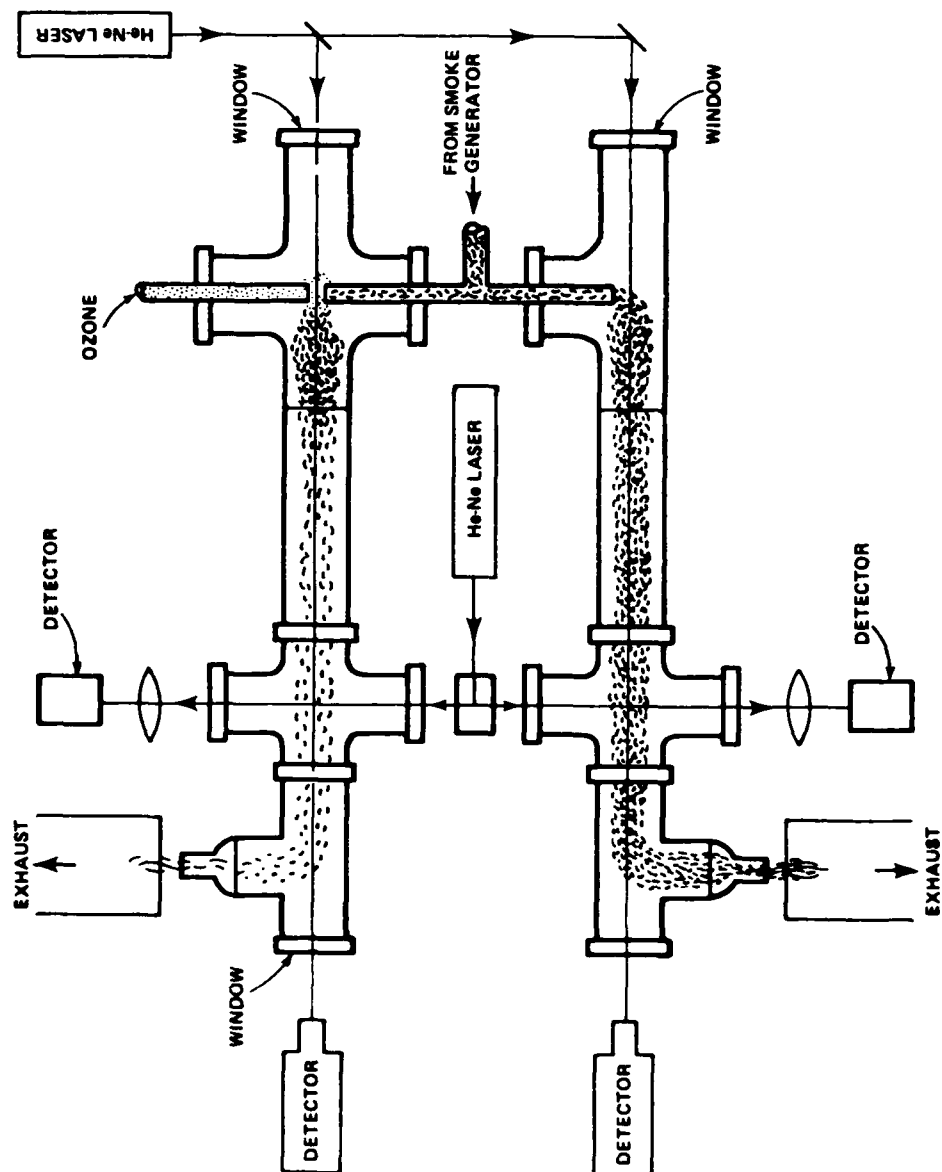 He-Ne LASER
WINDOW
FROM SMOKE
GENERATOR
WINDOW
OZONE
He-Ne LASER
DETECTOR
DETECTOR
EXHAUST
EXHAUST
WINDOW
DETECTOR
DETECTOR